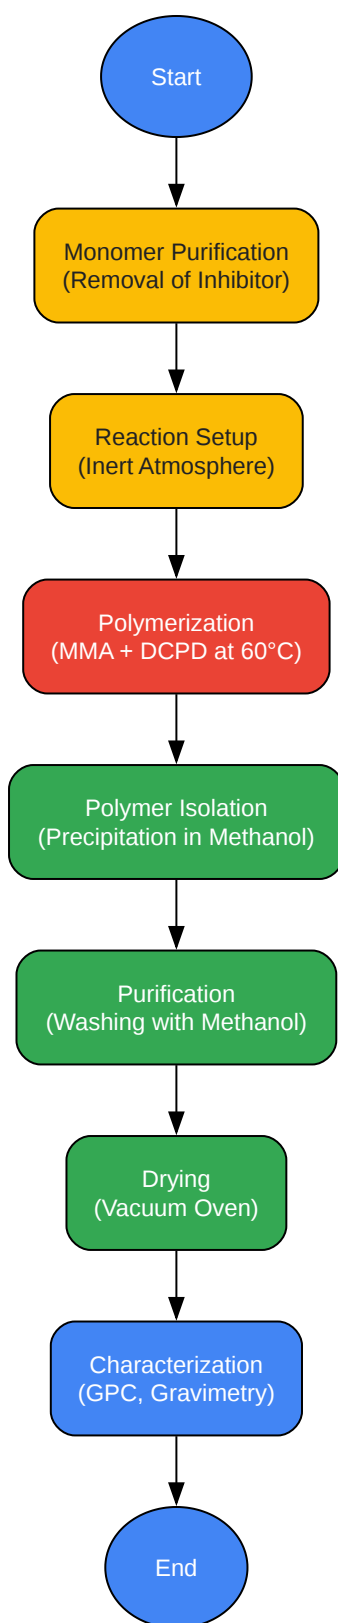 Start
Monomer Purification
(Removal of Inhibitor)
Reaction Setup
(Inert Atmosphere)
Polymerization
(MMA + DCPD at 60°C)
Polymer Isolation
(Precipitation in Methanol)
Purification
(Washing with Methanol)
Drying
(Vacuum Oven)
Characterization
(GPC, Gravimetry)
End